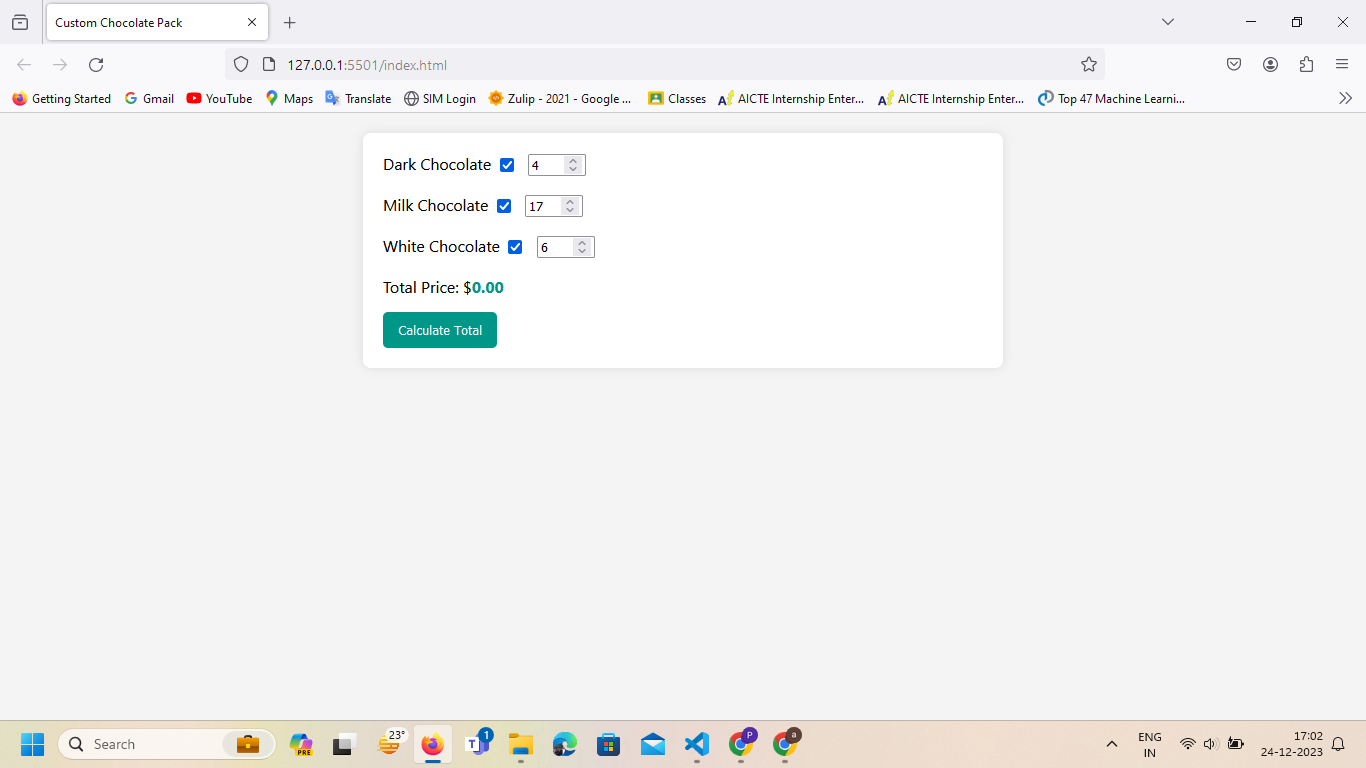 Custom Chocolate Pack
127.0.0.1:5501/index.html
Getting Started Gmail YouTube Maps Translate SIM Login Zulip - 2021 - Google ... Classes AICTE Internship Enter... AICTE Internship Enter... Top 47 Machine Learni...
Dark Chocolate 4
Milk Chocolate 17
White Chocolate 6
Total Price: $0.00
Calculate Total
Search PRE 23° 1 P a ENG 17:02
IN 24-12-2023